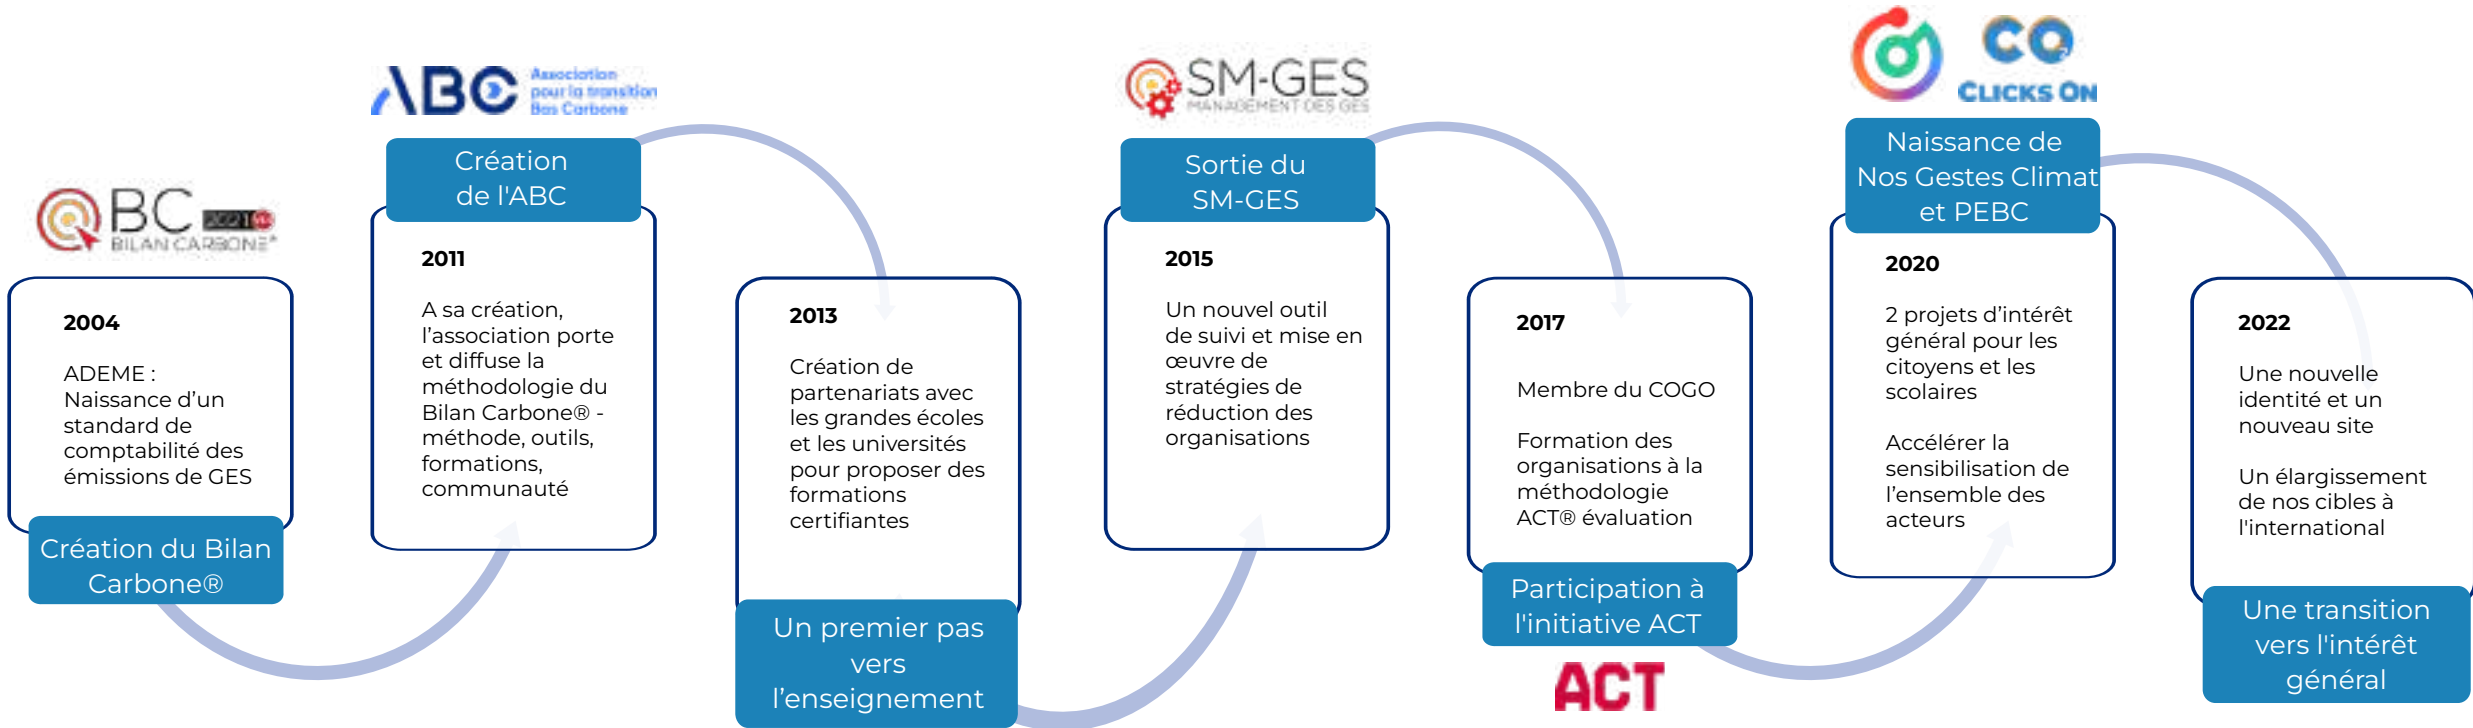 BC 2021
BILAN CARBONE®
2004
ADEME :
Naissance d’un
standard de
comptabilité des
émissions de GES
Création du Bilan
Carbone®
ABC
Association
pour la transition
Bas Carbone
Création
de l'ABC
2011
A sa création,
l’association porte
et diffuse la
méthodologie du
Bilan Carbone® -
méthode, outils,
formations,
communauté
2013
Création de
partenariats avec
les grandes écoles
et les universités
pour proposer des
formations
certifiantes
Un premier pas
vers
l’enseignement
SM-GES
MANAGEMENT DES GES
Sortie du
SM-GES
2015
Un nouvel outil
de suivi et mise en
œuvre de
stratégies de
réduction des
organisations
2017
Membre du COGO
Formation des
organisations à la
méthodologie
ACT® évaluation
Participation à
l'initiative ACT
ACT
CO
CLICKS ON
Naissance de
Nos Gestes Climat
et PEBC
2020
2 projets d’intérêt
général pour les
citoyens et les
scolaires
Accélérer la
sensibilisation de
l’ensemble des
acteurs
2022
Une nouvelle
identité et un
nouveau site
Un élargissement
de nos cibles à
l'international
Une transition
vers l'intérêt
général